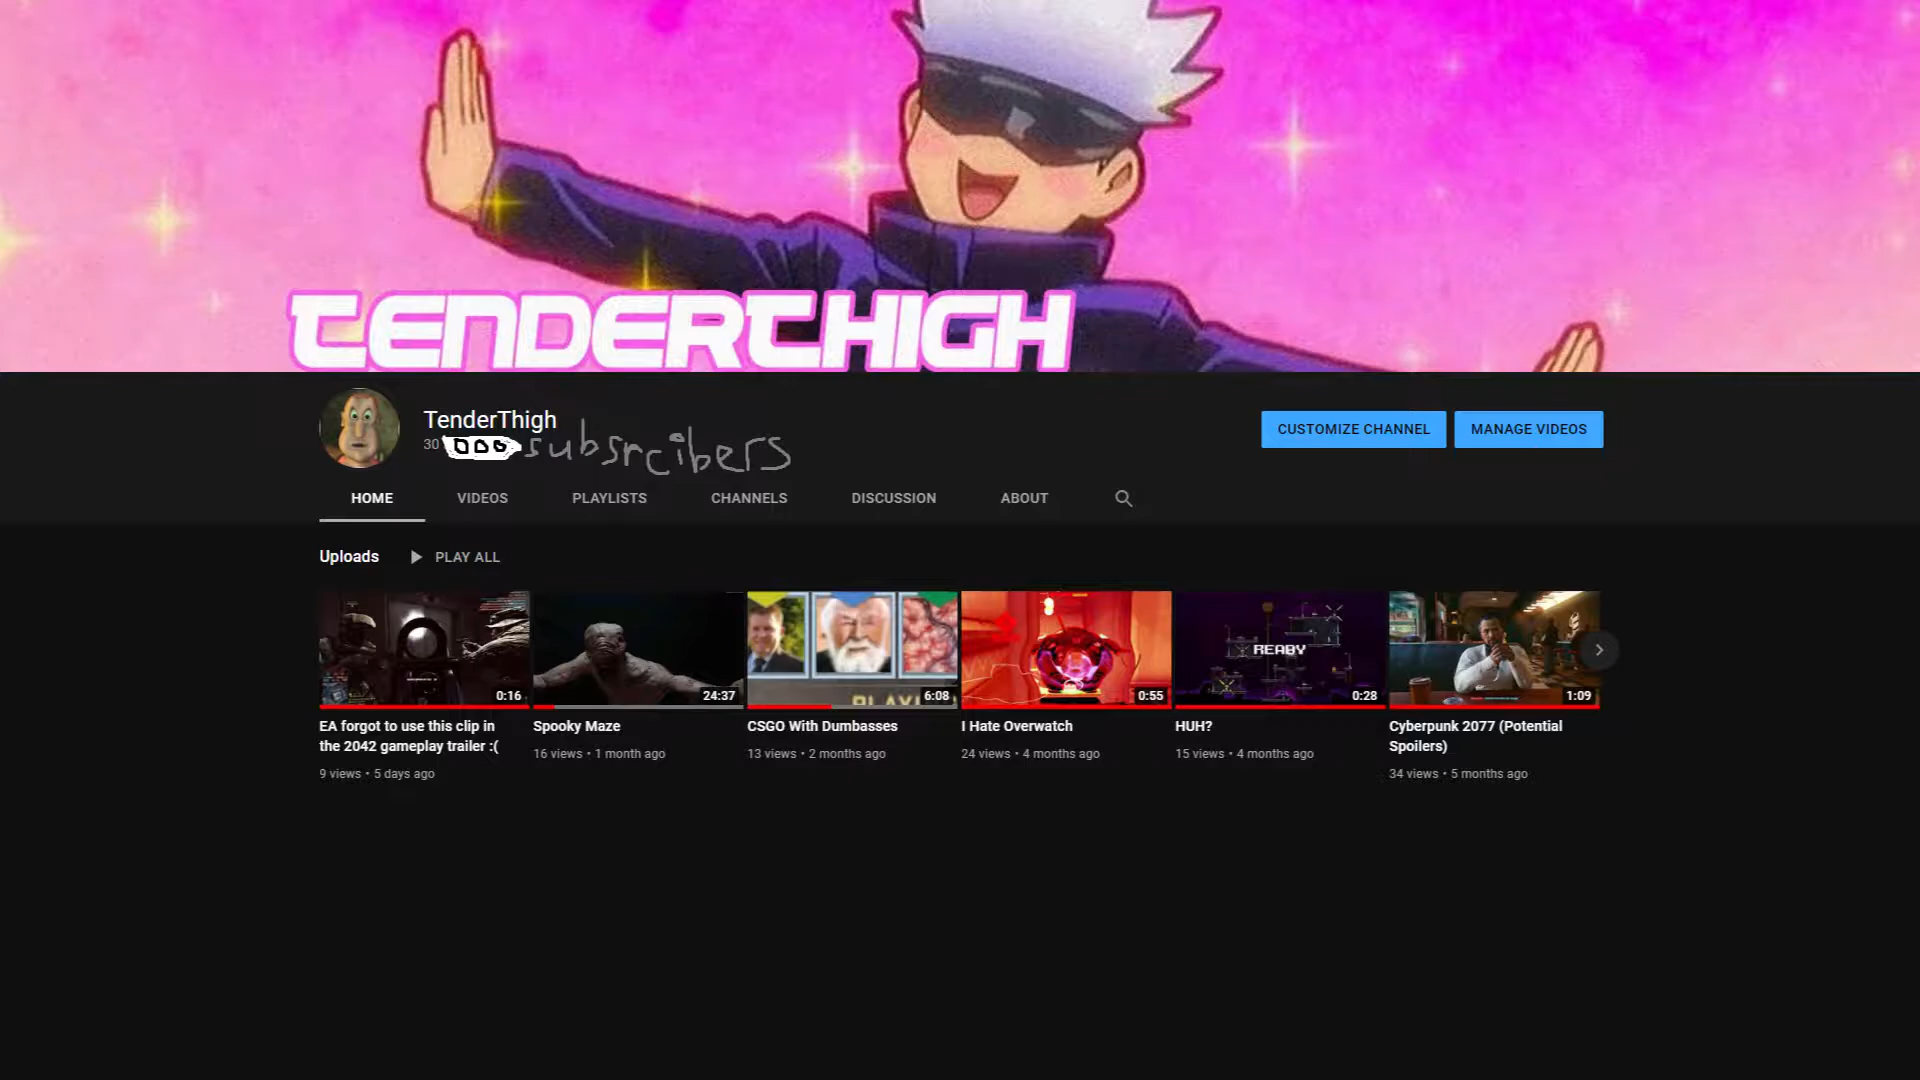 TENDERTHIGH
TenderThigh
30 000 subsrcibers
CUSTOMIZE CHANNEL
MANAGE VIDEOS
HOME
VIDEOS
PLAYLISTS
CHANNELS
DISCUSSION
ABOUT
Uploads
PLAY ALL
READY
PLAY
0:16
24:37
6:08
0:55
0:28
1:09
EA forgot to use this clip in
the 2042 gameplay trailer :(
9 views • 5 days ago
Spooky Maze
16 views • 1 month ago
CSGO With Dumbasses
13 views • 2 months ago
I Hate Overwatch
24 views • 4 months ago
HUH?
15 views • 4 months ago
Cyberpunk 2077 (Potential
Spoilers)
34 views • 5 months ago